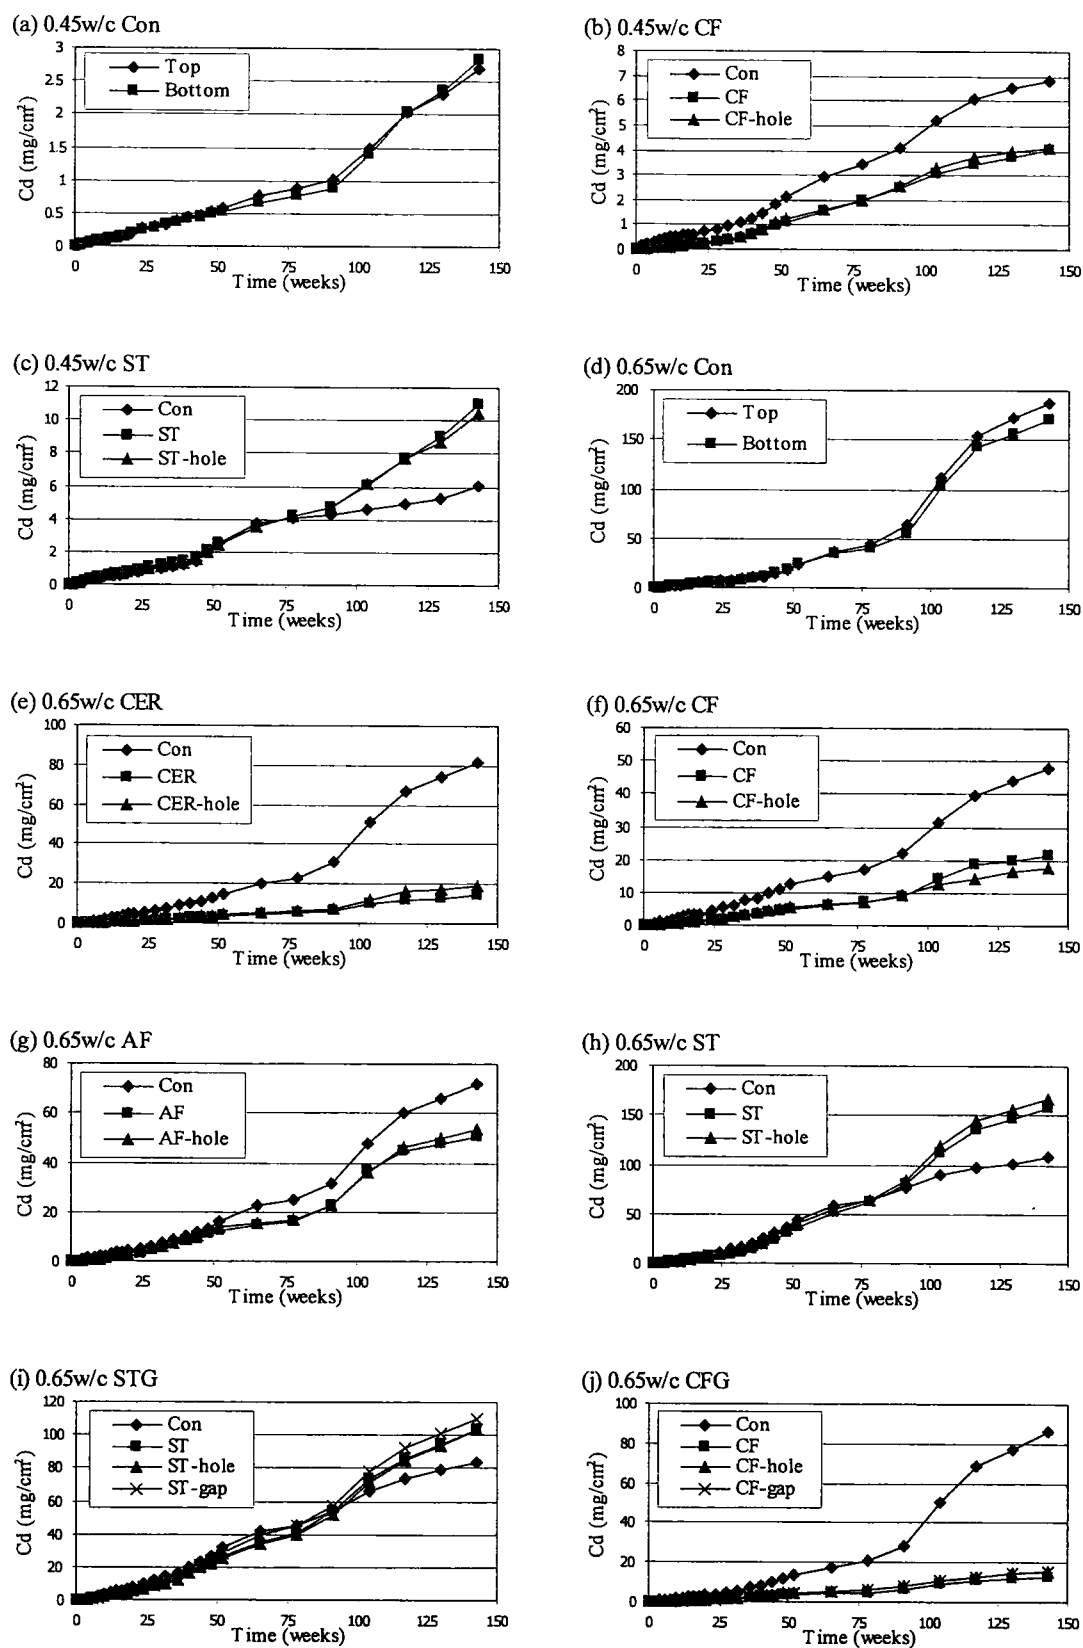 (a) 0.45w/c Con
3
2.5
2
1.5
1
0.5
0
Cd (mg/cm²)
Top
Bottom
0 25 50 75 100 125 150
Time (weeks)
(b) 0.45w/c CF
8
7
6
5
4
3
2
1
0
Cd (mg/cm²)
Con
CF
CF-hole
0 25 50 75 100 125 150
Time (weeks)
(c) 0.45w/c ST
12
10
8
6
4
2
0
Cd (mg/cm²)
Con
ST
ST-hole
0 25 50 75 100 125 150
Time (weeks)
(d) 0.65w/c Con
200
150
100
50
0
Cd (mg/cm²)
Top
Bottom
0 25 50 75 100 125 150
Time (weeks)
(e) 0.65w/c CER
100
80
60
40
20
0
Cd (mg/cm²)
Con
CER
CER-hole
0 25 50 75 100 125 150
Time (weeks)
(f) 0.65w/c CF
60
50
40
30
20
10
0
Cd (mg/cm²)
Con
CF
CF-hole
0 25 50 75 100 125 150
Time (weeks)
(g) 0.65w/c AF
80
60
40
20
0
Cd (mg/cm²)
Con
AF
AF-hole
0 25 50 75 100 125 150
Time (weeks)
(h) 0.65w/c ST
200
150
100
50
0
Cd (mg/cm²)
Con
ST
ST-hole
0 25 50 75 100 125 150
Time (weeks)
(i) 0.65w/c STG
120
100
80
60
40
20
0
Cd (mg/cm²)
Con
ST
ST-hole
ST-gap
0 25 50 75 100 125 150
Time (weeks)
(j) 0.65w/c CFG
100
80
60
40
20
0
Cd (mg/cm²)
Con
CF
CF-hole
CF-gap
0 25 50 75 100 125 150
Time (weeks)